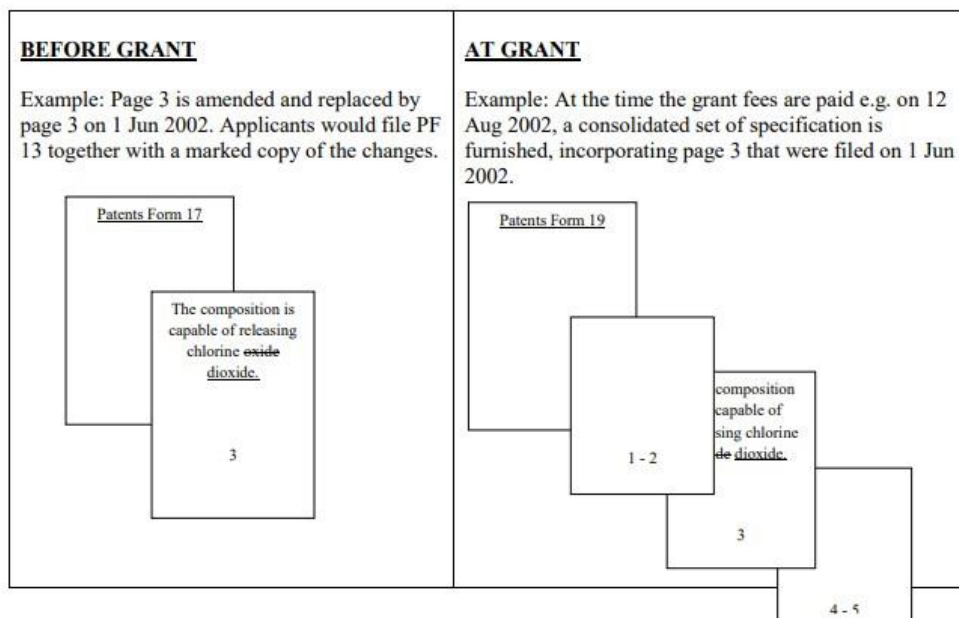 BEFORE GRANT
Example: Page 3 is amended and replaced by
page 3 on 1 Jun 2002. Applicants would file PF
13 together with a marked copy of the changes.
Patents Form 17
The composition is
capable of releasing
chlorine oxide
dioxide.
3
AT GRANT
Example: At the time the grant fees are paid e.g. on 12
Aug 2002, a consolidated set of specification is
furnished, incorporating page 3 that were filed on 1 Jun
2002.
Patents Form 19
1 - 2
composition
capable of
sing chlorine
de dioxide.
3
4 - 5